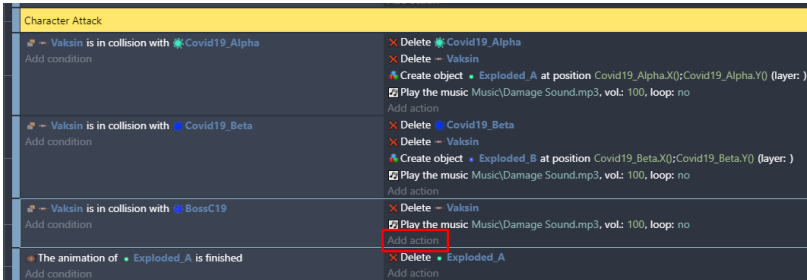 Character Attack
Vaksin is in collision with Covid19_Alpha
Add condition
Delete Covid19_Alpha
Delete Vaksin
Create object Exploded_A at position Covid19_Alpha.X();Covid19_Alpha.Y() (layer: )
Play the music Music\Damage Sound.mp3, vol.: 100, loop: no
Add action
Vaksin is in collision with Covid19_Beta
Add condition
Delete Covid19_Beta
Delete Vaksin
Create object Exploded_B at position Covid19_Beta.X();Covid19_Beta.Y() (layer: )
Play the music Music\Damage Sound.mp3, vol.: 100, loop: no
Add action
Vaksin is in collision with BossC19
Add condition
Delete Vaksin
Play the music Music\Damage Sound.mp3, vol.: 100, loop: no
Add action
The animation of Exploded_A is finished
Add condition
Delete Exploded_A
Add action